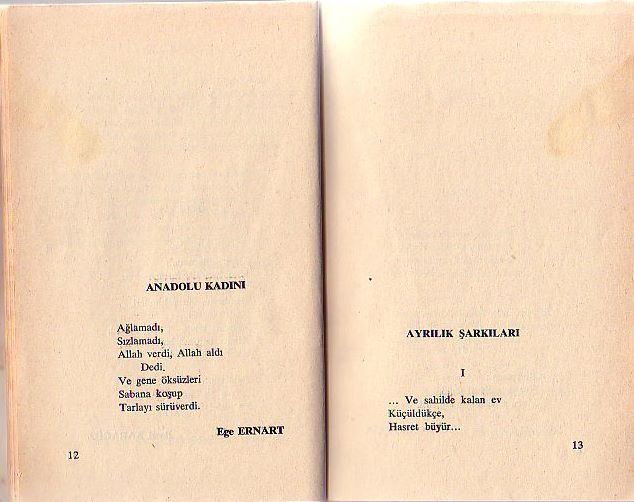 ANADOLU KADINI
Ağlamadı,
Sızlamadı,
Allah verdi, Allah aldı
Dedi.
Ve gene öksüzleri
Sabana koşup
Tarlayı sürüverdi.
Ege ERNART
12
AYRILIK ŞARKILARI
I
... Ve sahilde kalan ev
Küçüldükçe,
Hasret büyür...
13